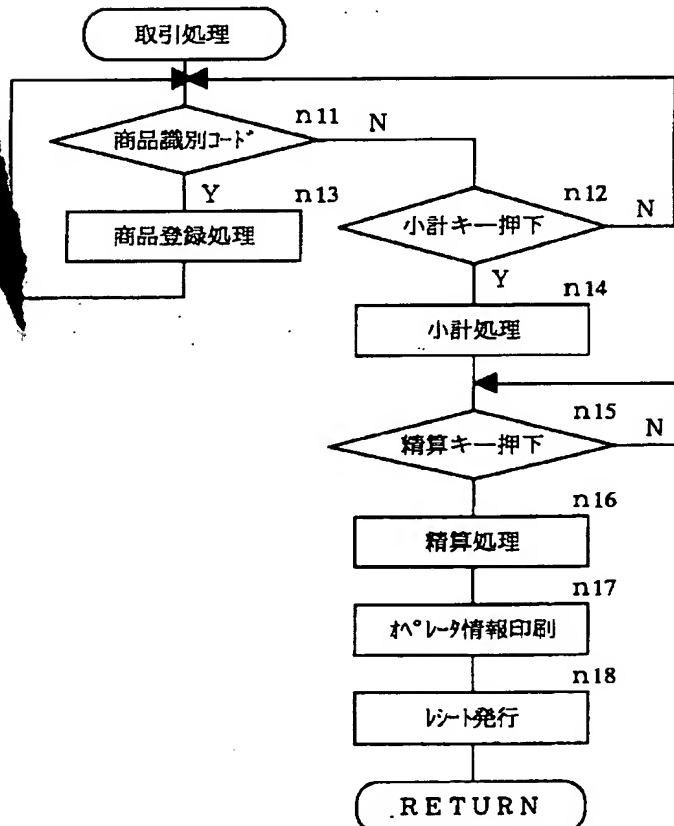 取引処理
n11
商品識別コード
N
Y
n13
商品登録処理
n12
小計キー押下
N
Y
n14
小計処理
n15
精算キー押下
N
n16
精算処理
n17
オペレータ情報印刷
n18
レシート発行
RETURN